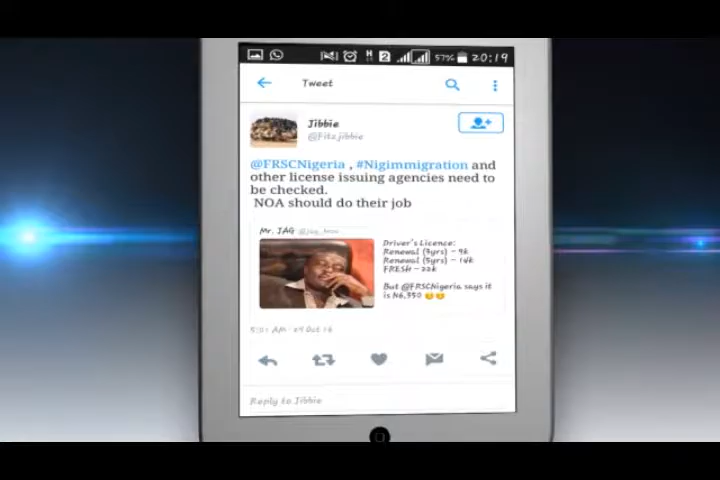 57% 20:19
Tweet
Jibbie
@Fitzjibbie
@FRSCNigeria , #Nigimmigration and
other license issuing agencies need to
be checked.
NOA should do their job
Mr. JAG
Driver's Licence:
Renewal (3yrs) - 9k
Renewal (5yrs) - 14k
FRESH - 22k
But @FRSCNigeria says it
is N6,350
Reply to Jibbie